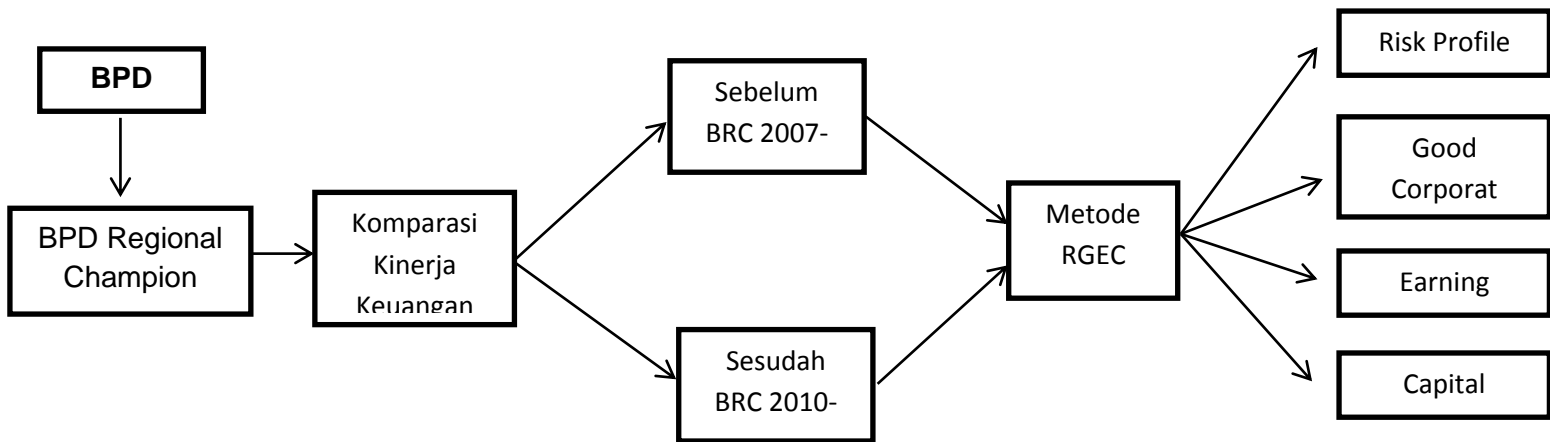 BPD
BPD Regional
Champion
Komparasi
Kinerja
Keuangan
Sebelum
BRC 2007-
Sesudah
BRC 2010-
Metode
RGEC
Risk Profile
Good
Corporat
Earning
Capital